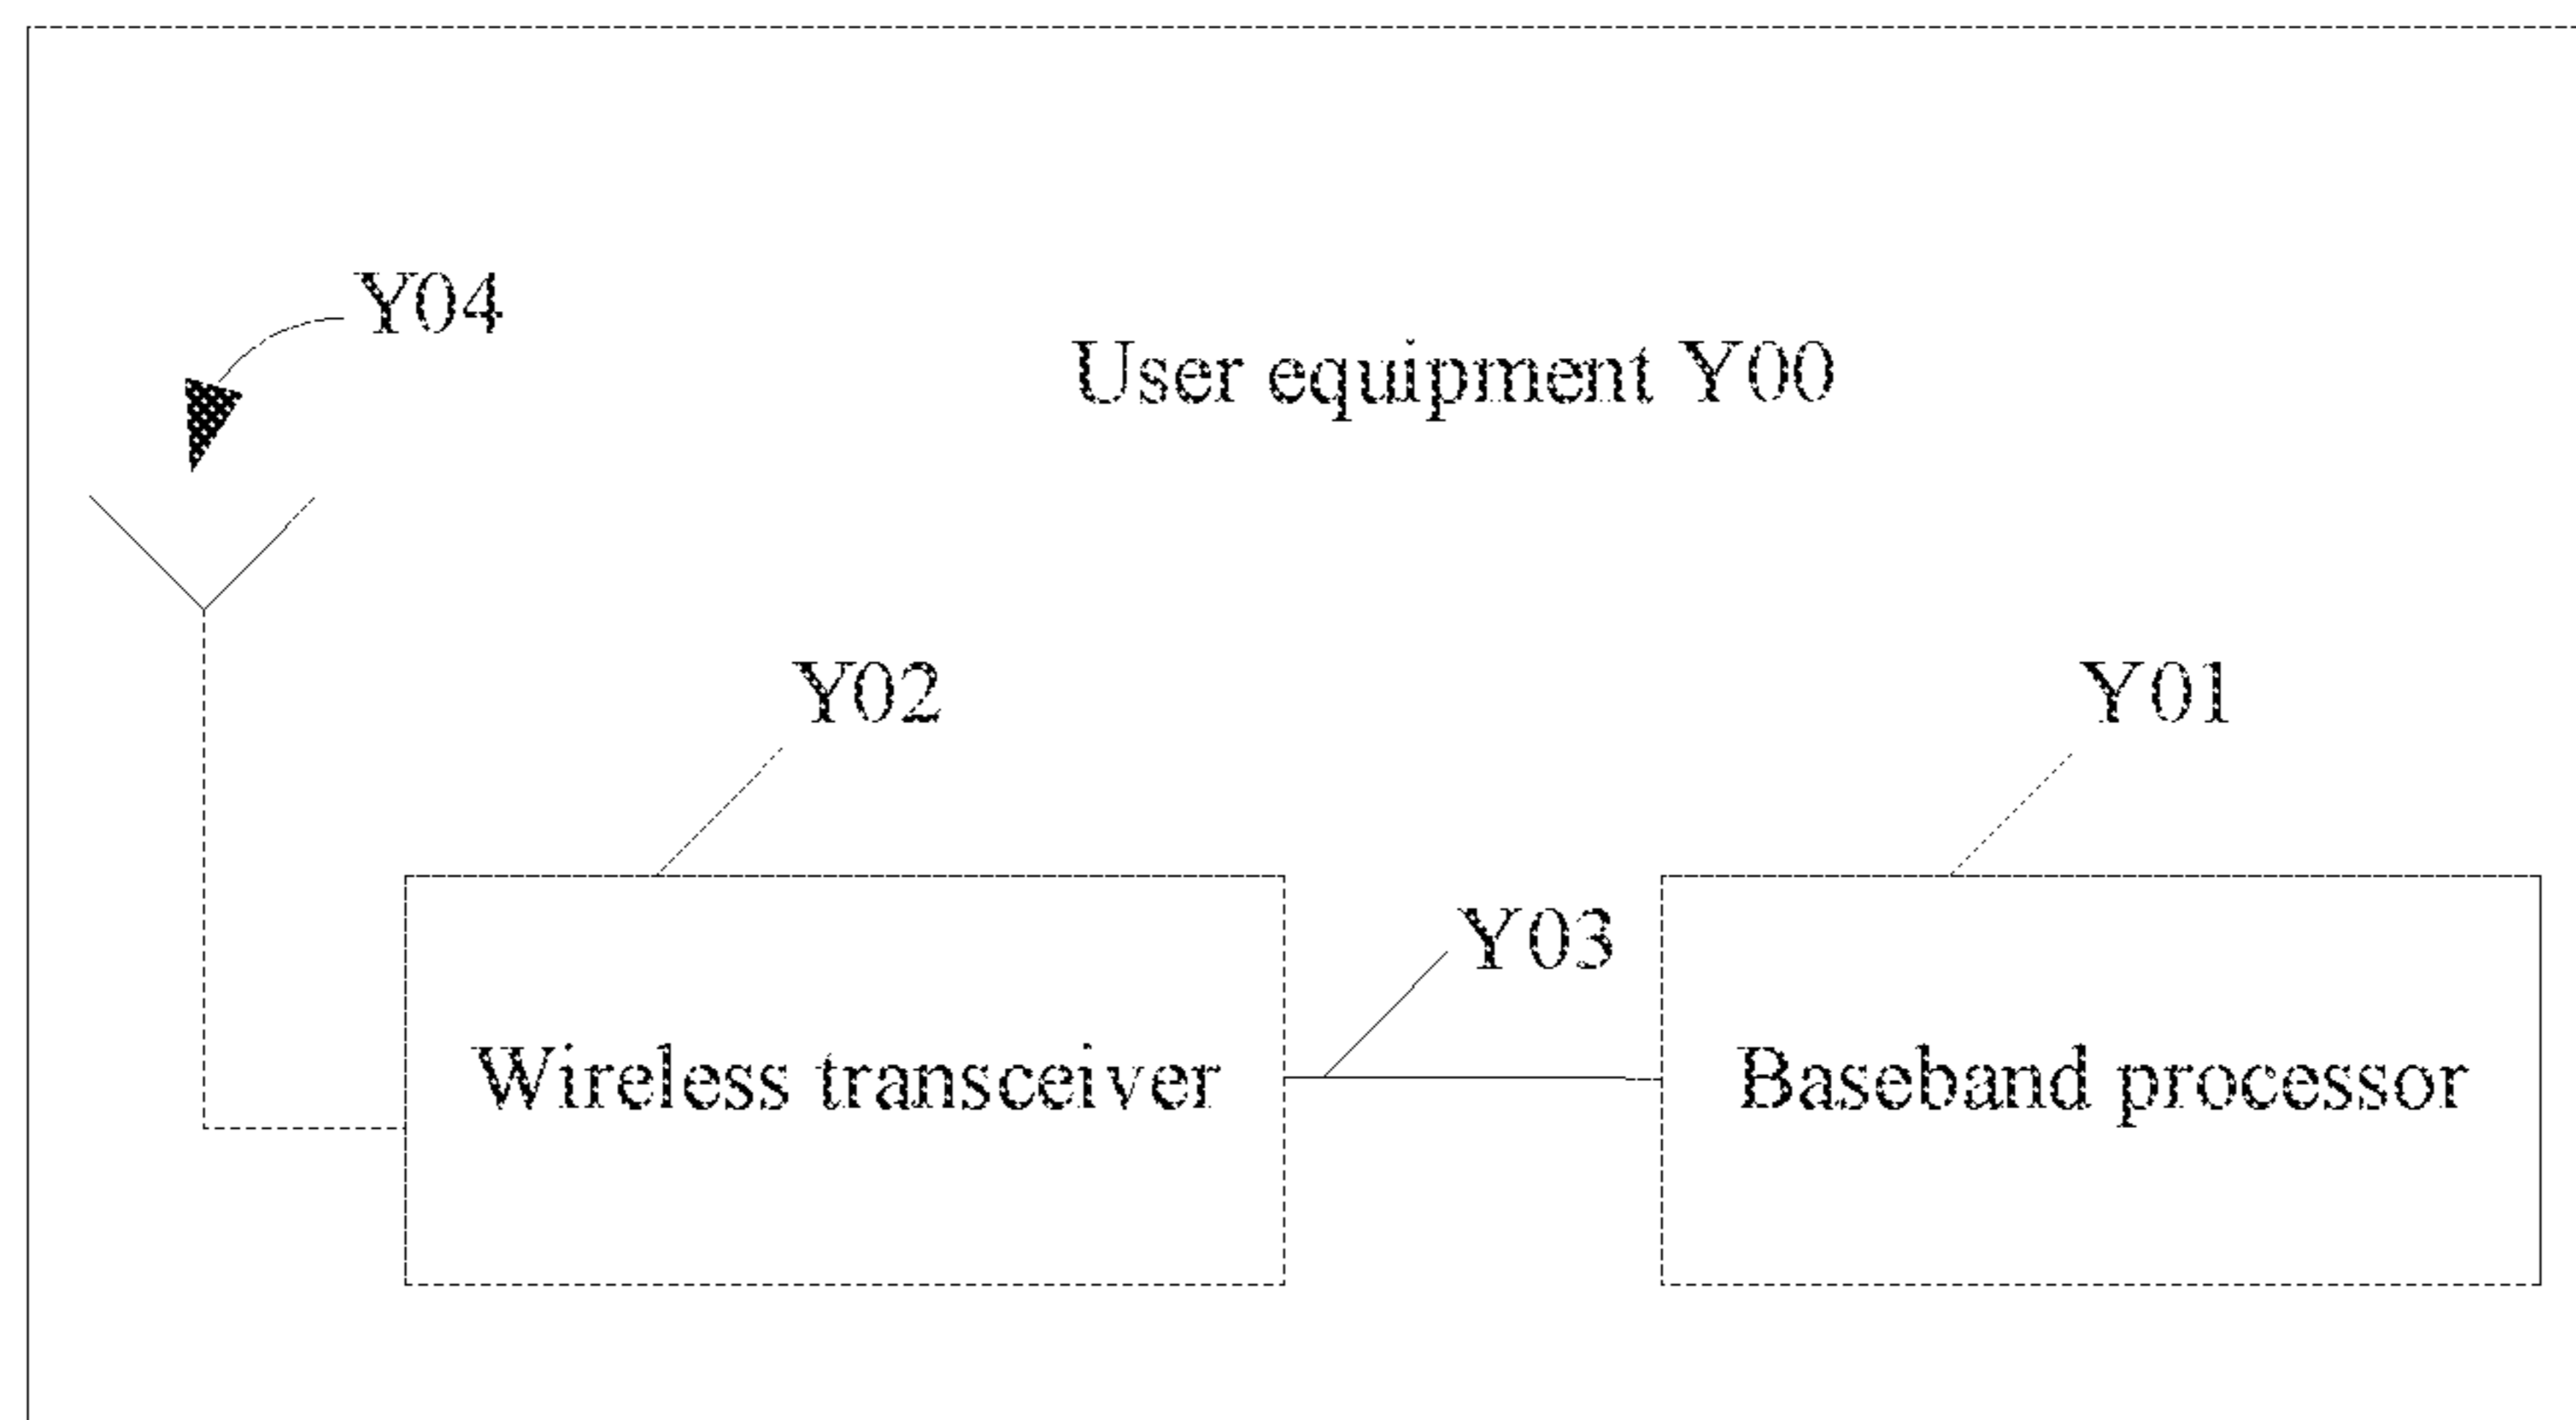 Y04
User equipment Y00
Y02
Y01
Y03
Wireless transceiver
Baseband processor